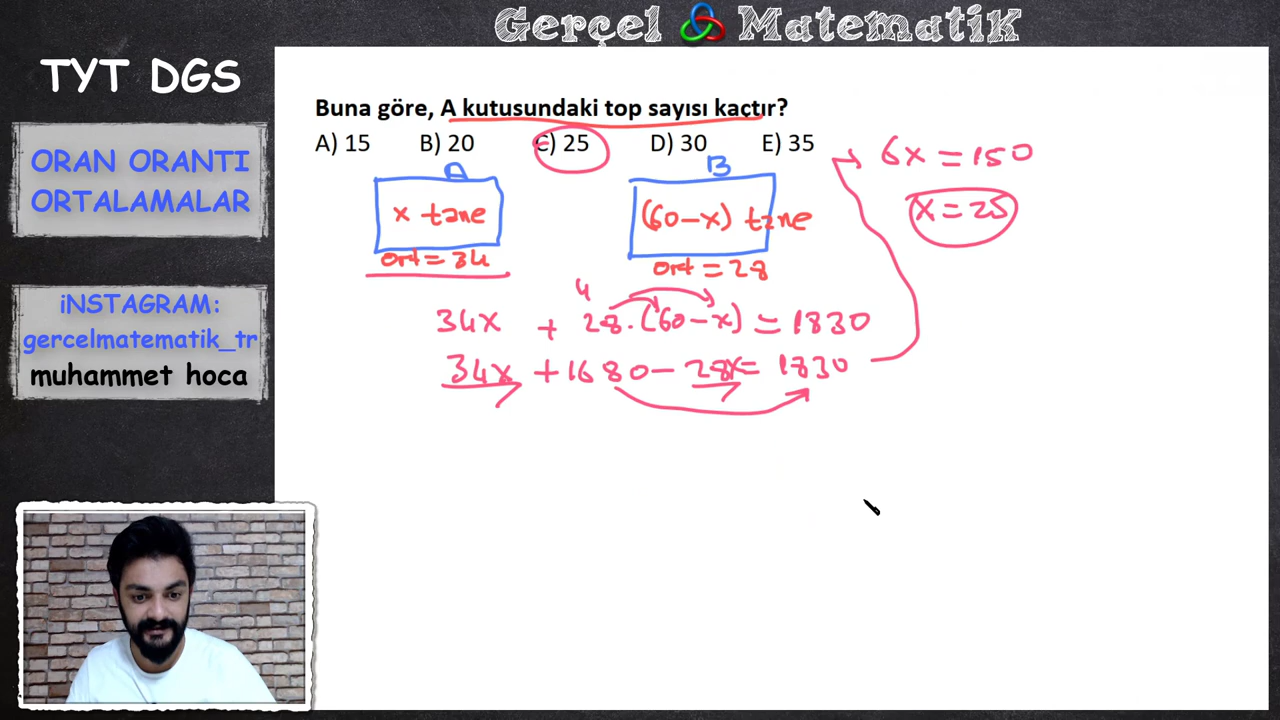 Gerçel Matematik
TYT DGS
ORAN ORANTI
ORTALAMALAR
iNSTAGRAM:
gercelmatematik_tr
muhammet hoca
Buna göre, A kutusundaki top sayısı kaçtır?
A) 15 B) 20 C) 25 D) 30 E) 35
A B
x tane (60-x) tane
ort = 34 ort = 28
4
34x + 28.(60-x) = 1830
34x + 1680 - 28x = 1830
6x = 150
x = 25